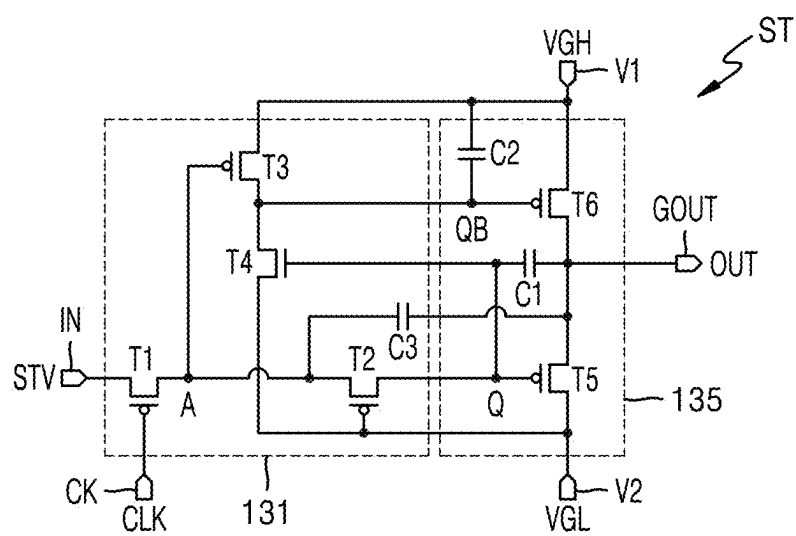 ST
VGH
V1
T3
C2
T6
QB
GOUT
T4
OUT
C1
IN
C3
T1
T2
STV
T5
A
Q
135
CK
131
V2
CLK
VGL